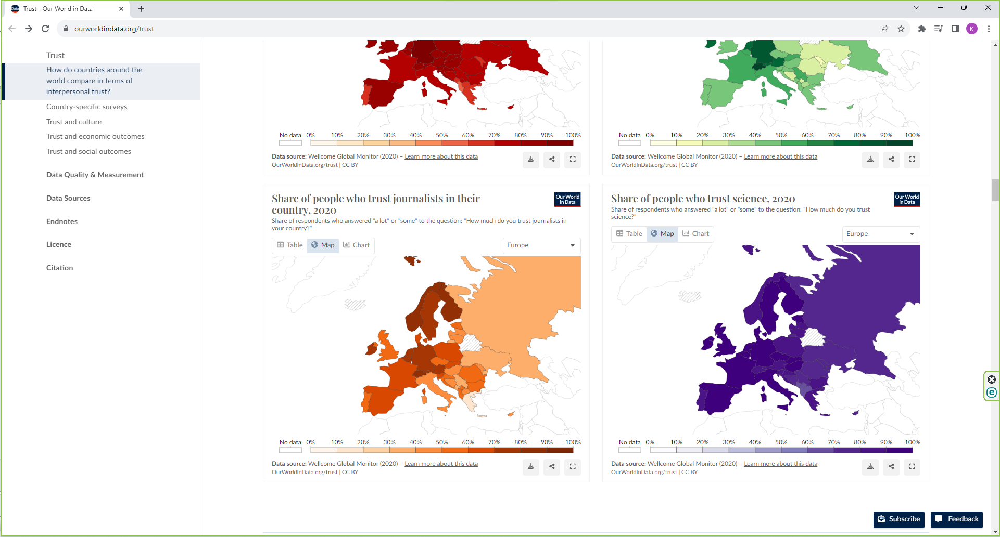 Trust - Our World in Data
ourworldindata.org/trust
K
Trust
How do countries around the
world compare in terms of
interpersonal trust?
Country-specific surveys
Trust and culture
Trust and economic outcomes
Trust and social outcomes
Data Quality & Measurement
Data Sources
Endnotes
Licence
Citation
No data 0% 10% 20% 30% 40% 50% 60% 70% 80% 90% 100%
Data source: Wellcome Global Monitor (2020) – Learn more about this data
OurWorldInData.org/trust | CC BY
No data 0% 10% 20% 30% 40% 50% 60% 70% 80% 90% 100%
Data source: Wellcome Global Monitor (2020) – Learn more about this data
OurWorldInData.org/trust | CC BY
Share of people who trust journalists in their
country, 2020
Our World
in Data
Share of respondents who answered "a lot" or "some" to the question: "How much do you trust journalists in
your country?"
Table Map Chart
Europe
No data 0% 10% 20% 30% 40% 50% 60% 70% 80% 90% 100%
Data source: Wellcome Global Monitor (2020) – Learn more about this data
OurWorldInData.org/trust | CC BY
Share of people who trust science, 2020
Our World
in Data
Share of respondents who answered "a lot" or "some" to the question: "How much do you trust
science?"
Table Map Chart
Europe
No data 0% 10% 20% 30% 40% 50% 60% 70% 80% 90% 100%
Data source: Wellcome Global Monitor (2020) – Learn more about this data
OurWorldInData.org/trust | CC BY
Subscribe
Feedback